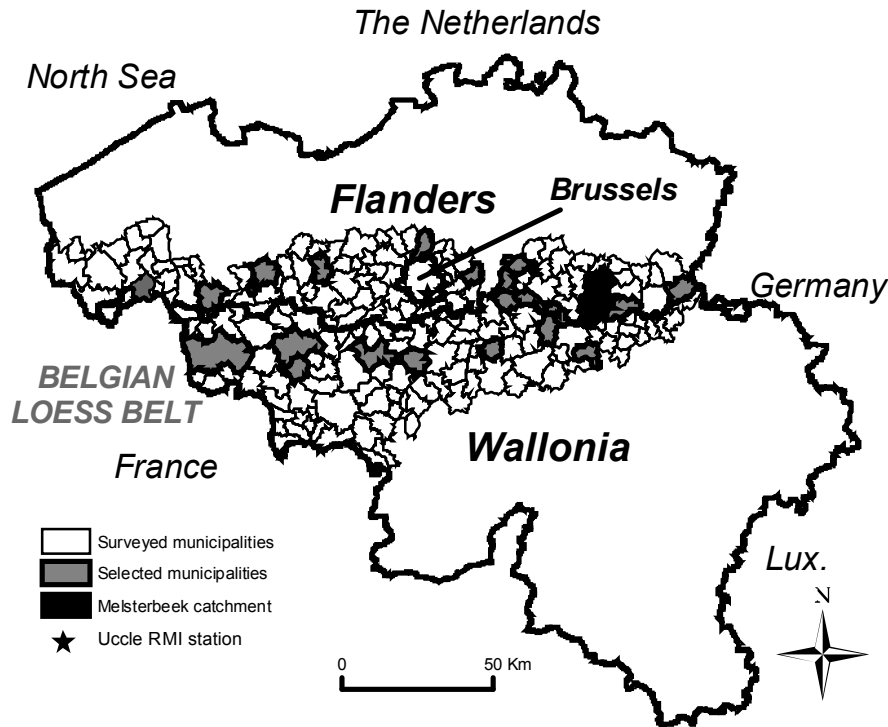 The Netherlands
North Sea
Flanders
Brussels
Germany
BELGIAN
LOESS BELT
Wallonia
France
Lux.
Surveyed municipalities
Selected municipalities
Melsterbeek catchment
Uccle RMI station
N
0 50 Km